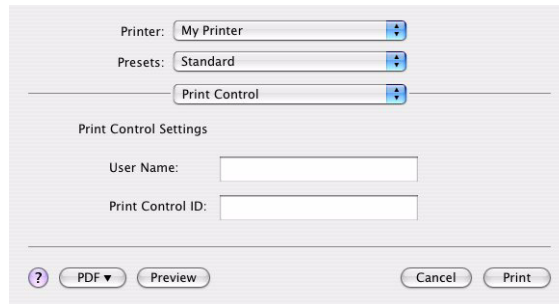 Printer: My Printer
Presets: Standard
Print Control
Print Control Settings
User Name:
Print Control ID:
? PDF ▼ Preview Cancel Print